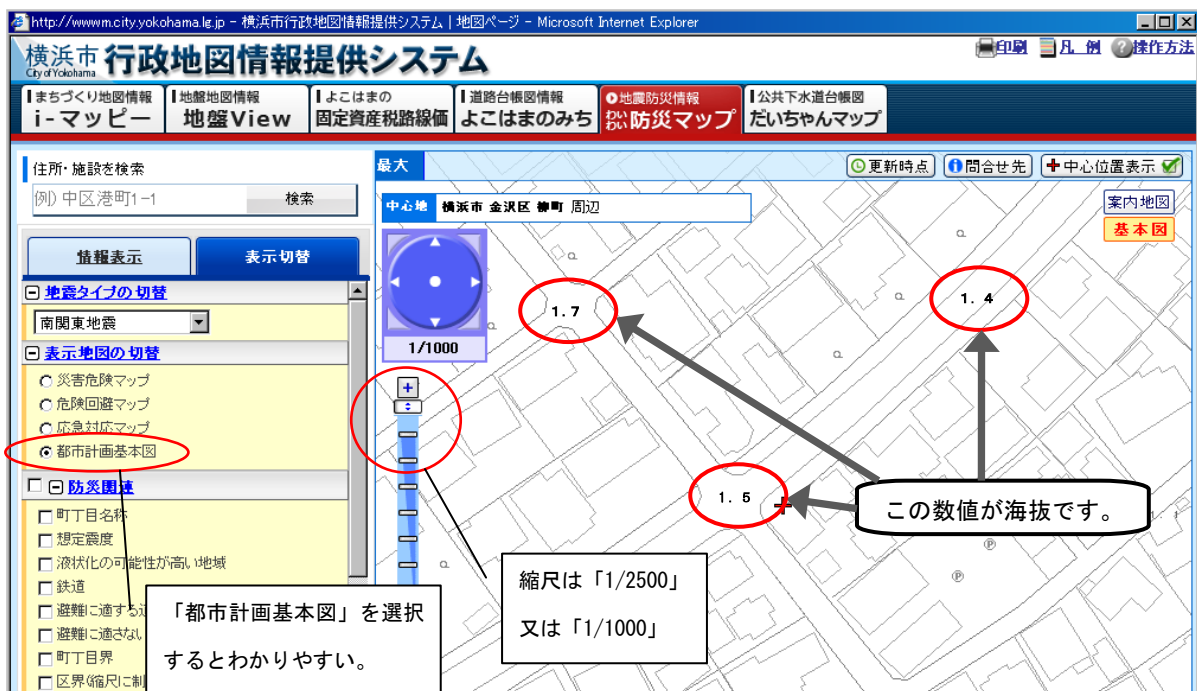 http://wwwm.city.yokohama.lg.jp - 横浜市行政地図情報提供システム | 地図ページ - Microsoft Internet Explorer
横浜市 行政地図情報提供システム
City of Yokohama
印刷 凡 例 操作方法
まちづくり地図情報
i-マッピー
地盤地図情報
地盤View
よこはまの
固定資産税路線価
道路台帳図情報
よこはまのみち
地震防災情報
わいわい防災マップ
公共下水道台帳図
だいちゃんマップ
住所・施設を検索
例) 中区港町1-1
検索
情報表示 表示切替
地震タイプの切替
南関東地震
表示地図の切替
災害危険マップ
危険回避マップ
応急対応マップ
都市計画基本図
防災関連
町丁目名称
想定震度
液状化の可能性が高い地域
鉄道
避難に適する
避難に適さない
町丁目界
区界(縮尺に制
最大
更新時点 問合せ先 中心位置表示
中心地 横浜市 金沢区 柳町 周辺
案内地図
基本図
1/1000
1.7
1.4
1.5
この数値が海抜です。
縮尺は「1/2500」
又は「1/1000」
「都市計画基本図」を選択
するとわかりやすい。